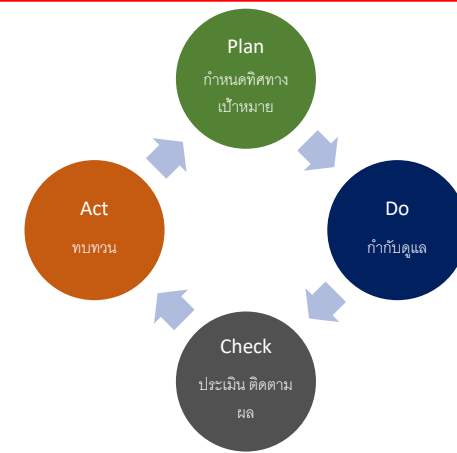 Plan
กำหนดทิศทาง
เป้าหมาย
Act
ทบทวน
Do
กำกับดูแล
Check
ประเมิน ติดตาม
ผล